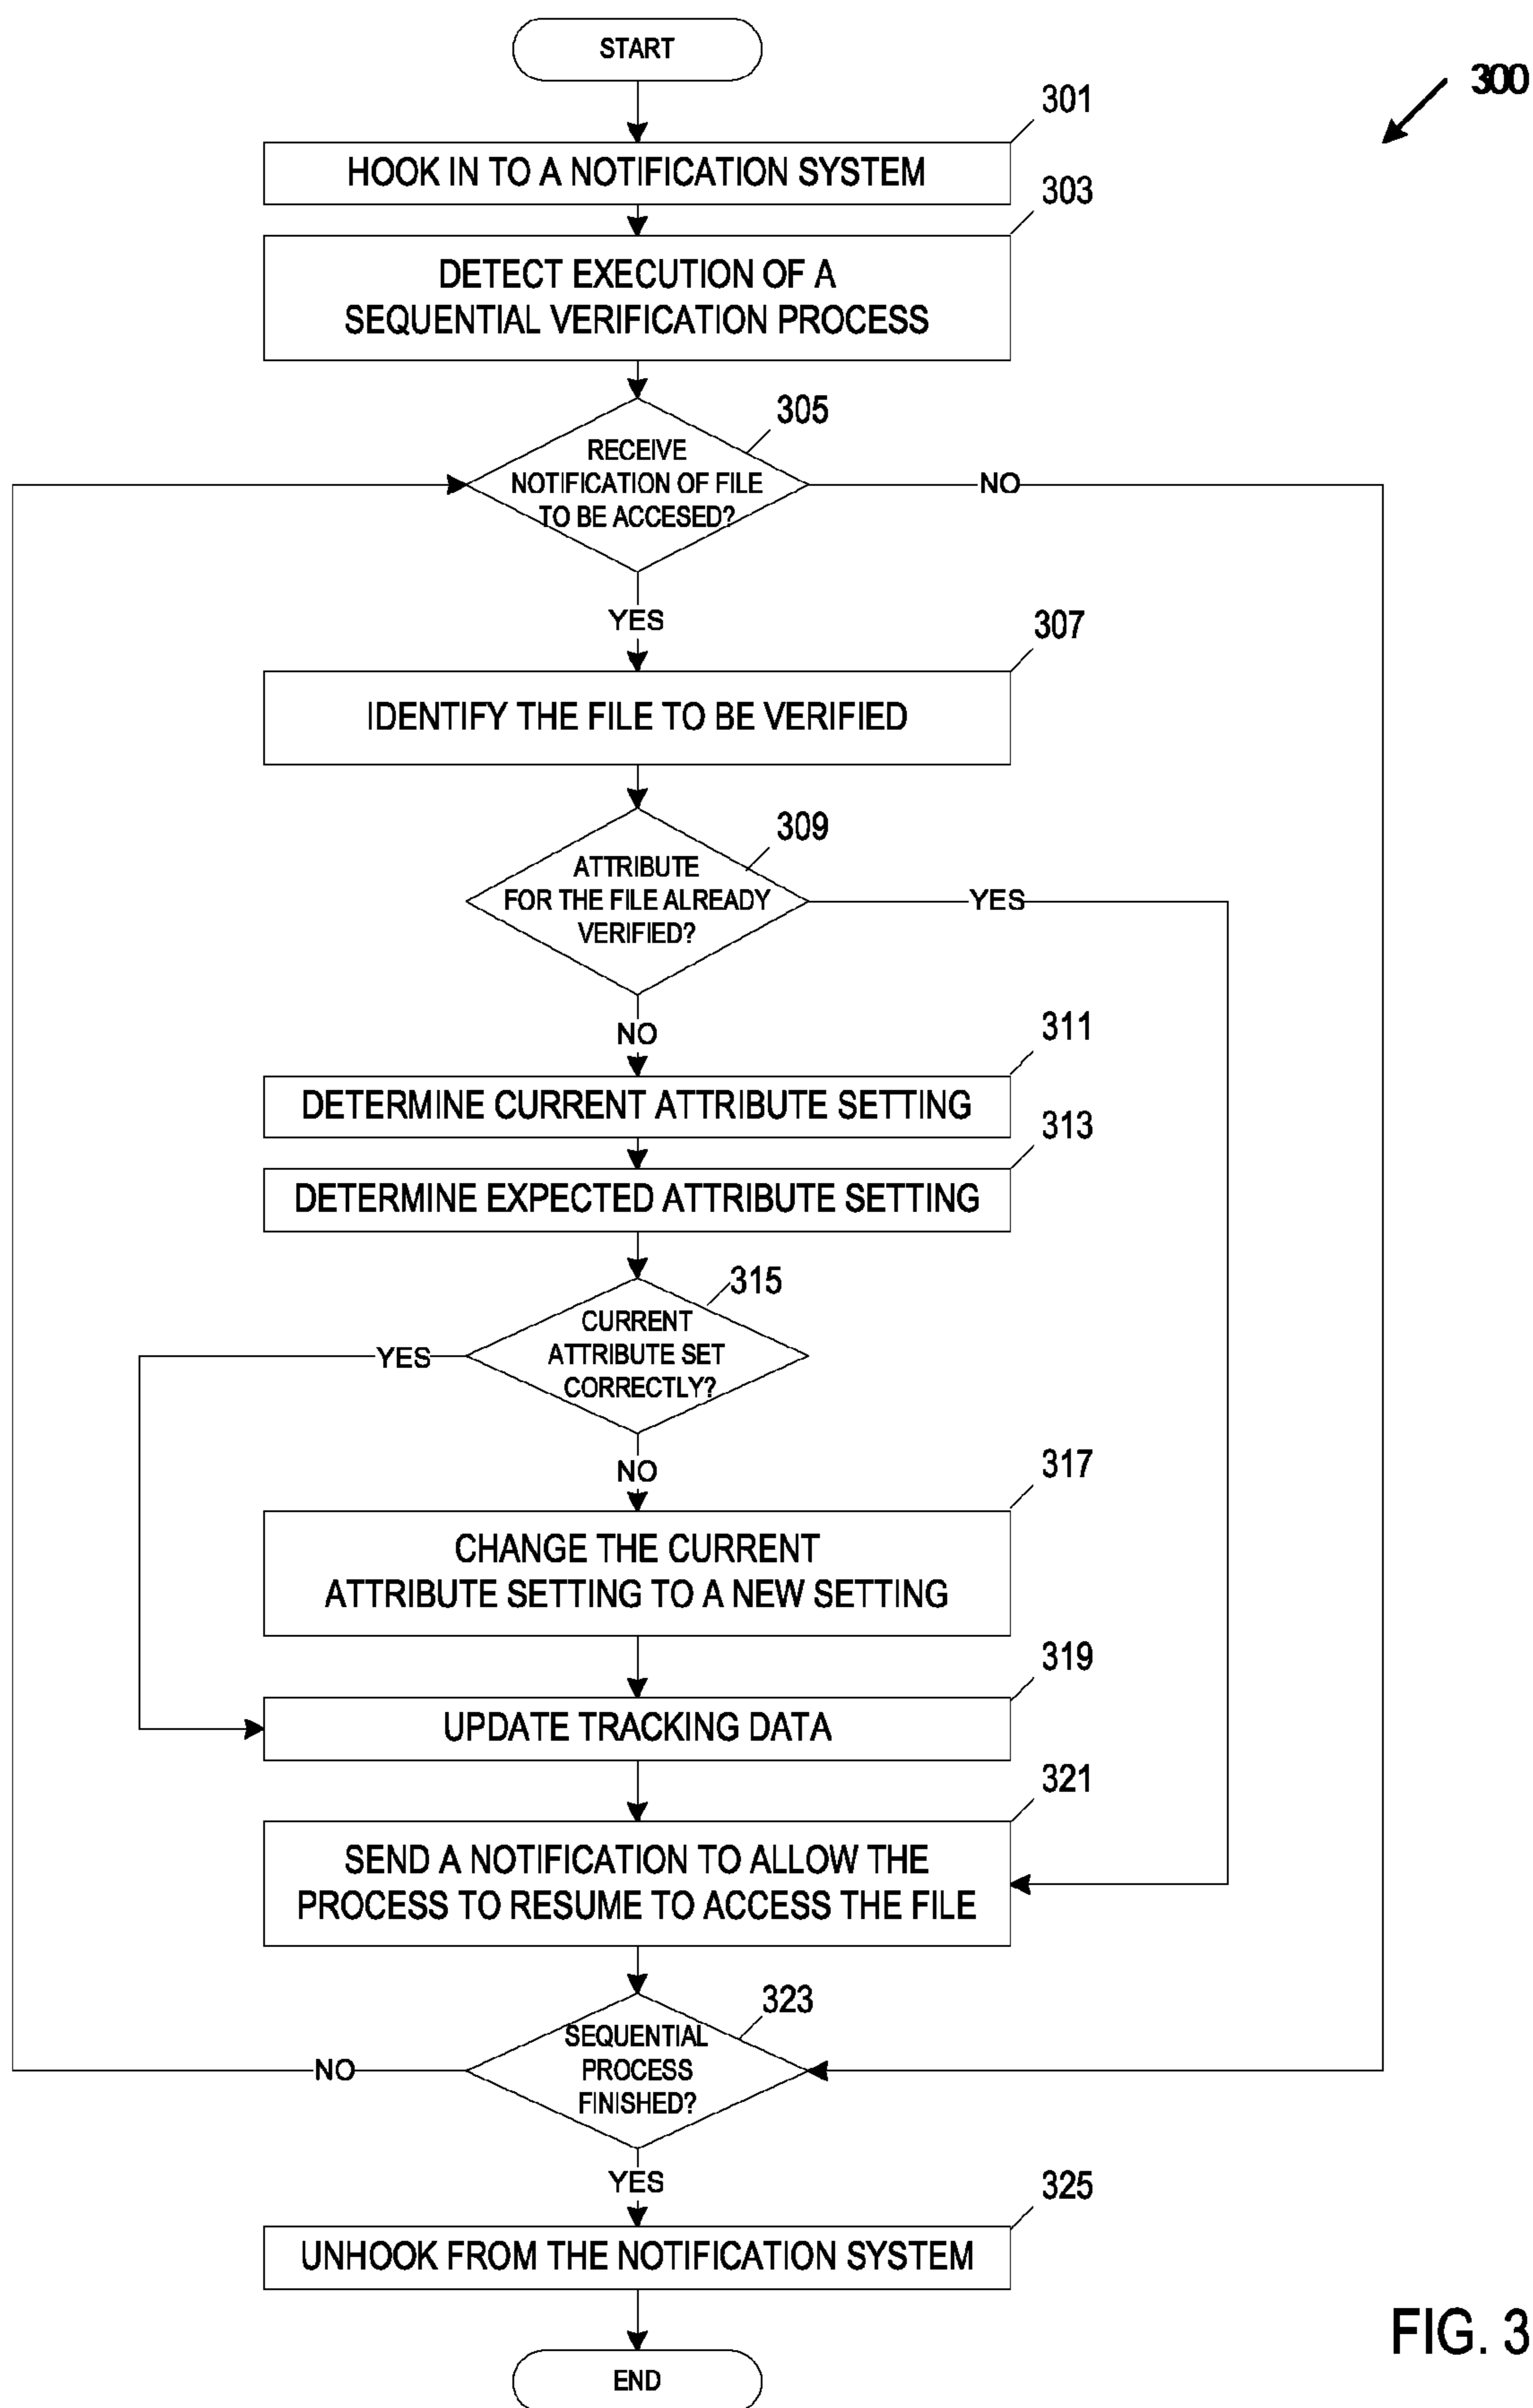 START
300
301
HOOK IN TO A NOTIFICATION SYSTEM
303
DETECT EXECUTION OF A
SEQUENTIAL VERIFICATION PROCESS
305
RECEIVE
NOTIFICATION OF FILE
TO BE ACCESED?
NO
YES
307
IDENTIFY THE FILE TO BE VERIFIED
309
ATTRIBUTE
FOR THE FILE ALREADY
VERIFIED?
YES
NO
311
DETERMINE CURRENT ATTRIBUTE SETTING
313
DETERMINE EXPECTED ATTRIBUTE SETTING
315
CURRENT
ATTRIBUTE SET
CORRECTLY?
YES
NO
317
CHANGE THE CURRENT
ATTRIBUTE SETTING TO A NEW SETTING
319
UPDATE TRACKING DATA
321
SEND A NOTIFICATION TO ALLOW THE
PROCESS TO RESUME TO ACCESS THE FILE
323
SEQUENTIAL
PROCESS
FINISHED?
NO
YES
325
UNHOOK FROM THE NOTIFICATION SYSTEM
END
FIG. 3